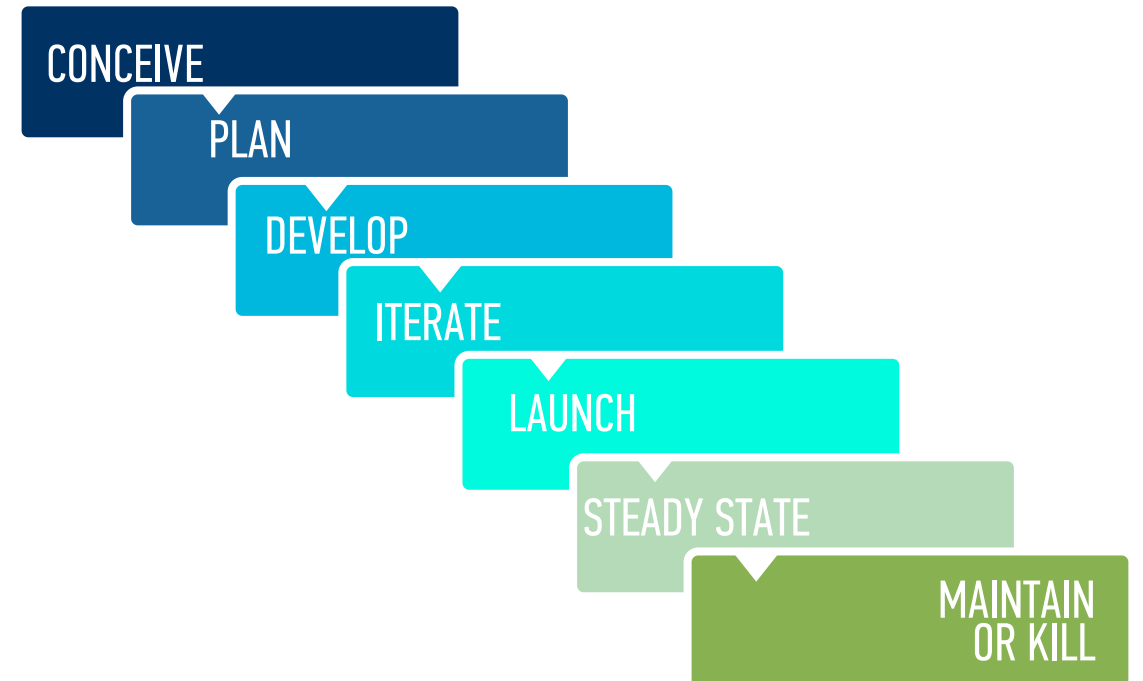 CONCEIVE
PLAN
DEVELOP
ITERATE
LAUNCH
STEADY STATE
MAINTAIN
OR KILL